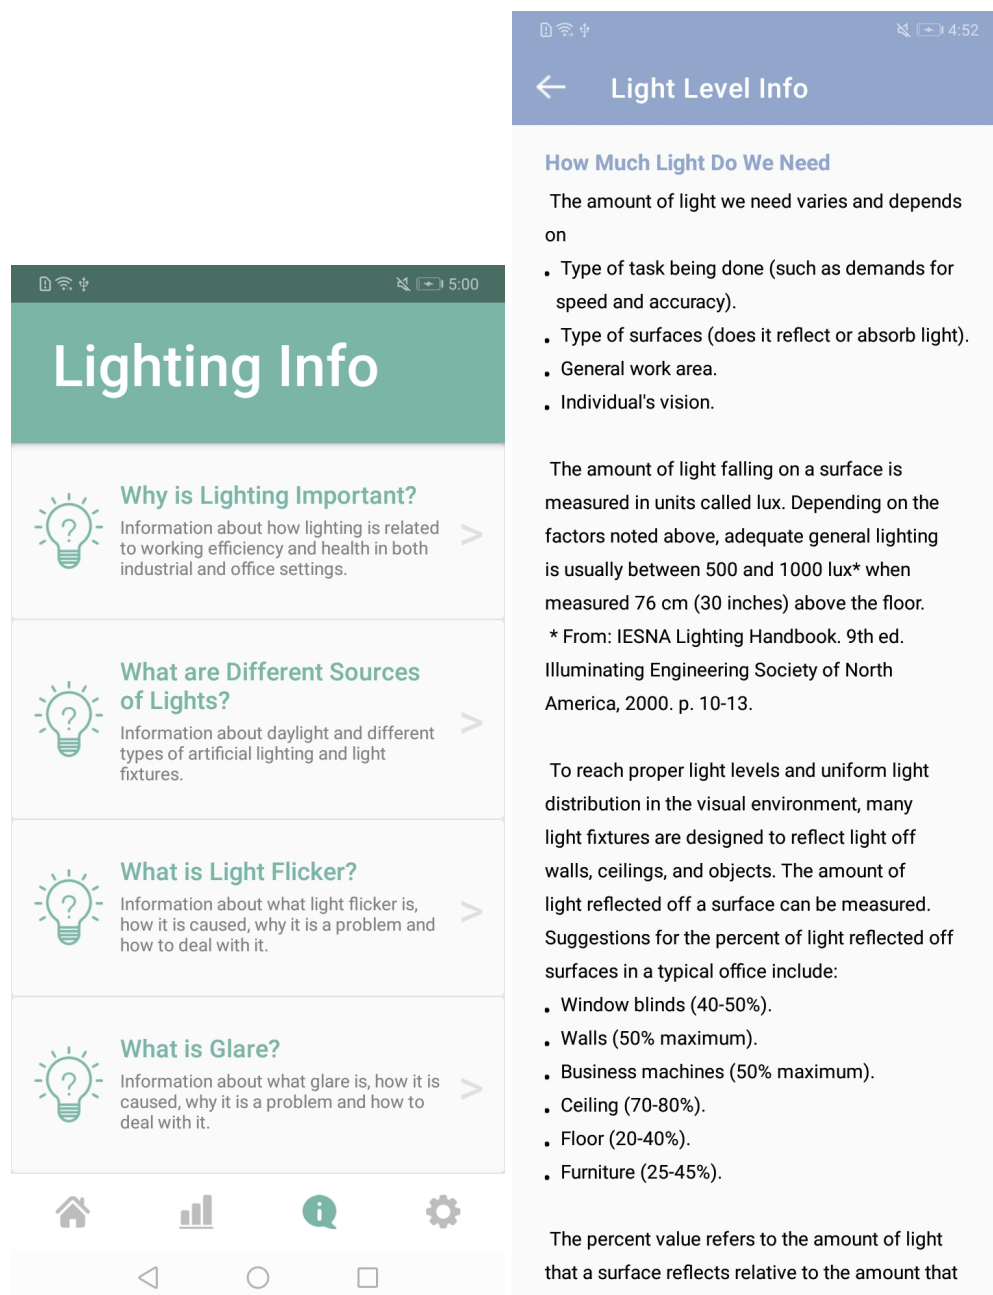 5:00
Lighting Info
?
Why is Lighting Important?
Information about how lighting is related
to working efficiency and health in both
industrial and office settings.
>
?
What are Different Sources
of Lights?
Information about daylight and different
types of artificial lighting and light
fixtures.
>
?
What is Light Flicker?
Information about what light flicker is,
how it is caused, why it is a problem and
how to deal with it.
>
?
What is Glare?
Information about what glare is, how it is
caused, why it is a problem and how to
deal with it.
>
i
4:52
Light Level Info
How Much Light Do We Need
The amount of light we need varies and depends
on
• Type of task being done (such as demands for
speed and accuracy).
• Type of surfaces (does it reflect or absorb light).
• General work area.
• Individual's vision.
The amount of light falling on a surface is
measured in units called lux. Depending on the
factors noted above, adequate general lighting
is usually between 500 and 1000 lux* when
measured 76 cm (30 inches) above the floor.
* From: IESNA Lighting Handbook. 9th ed.
Illuminating Engineering Society of North
America, 2000. p. 10-13.
To reach proper light levels and uniform light
distribution in the visual environment, many
light fixtures are designed to reflect light off
walls, ceilings, and objects. The amount of
light reflected off a surface can be measured.
Suggestions for the percent of light reflected off
surfaces in a typical office include:
• Window blinds (40-50%).
• Walls (50% maximum).
• Business machines (50% maximum).
• Ceiling (70-80%).
• Floor (20-40%).
• Furniture (25-45%).
The percent value refers to the amount of light
that a surface reflects relative to the amount that